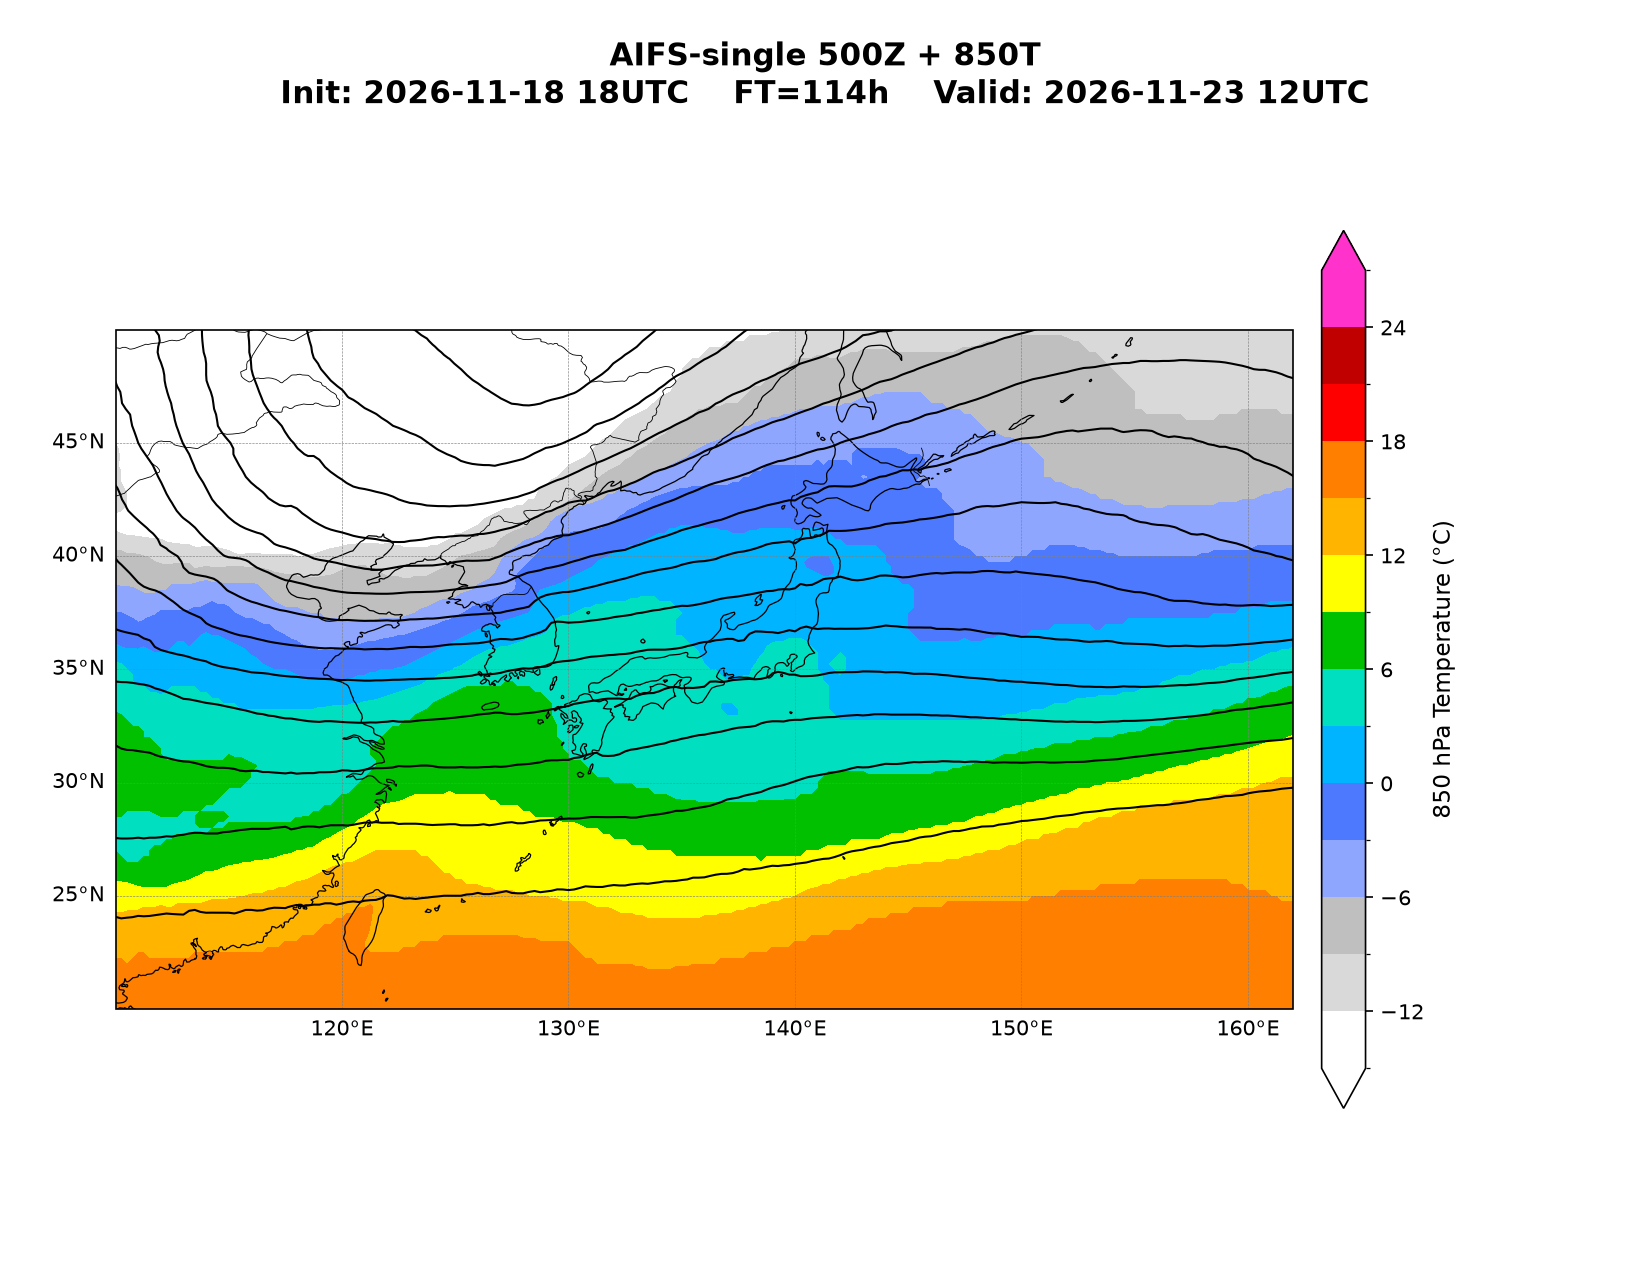 AIFS-single 500Z + 850T
Init: 2026-11-18 18UTC    FT=114h    Valid: 2026-11-23 12UTC
45°N
40°N
35°N
30°N
25°N
120°E
130°E
140°E
150°E
160°E
24
18
12
6
0
−6
−12
850 hPa Temperature (°C)